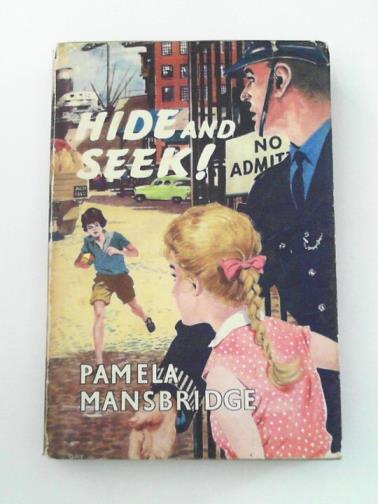 HIDE AND
SEEK!
NO
ADMIT
PAMELA
MANSBRIDGE